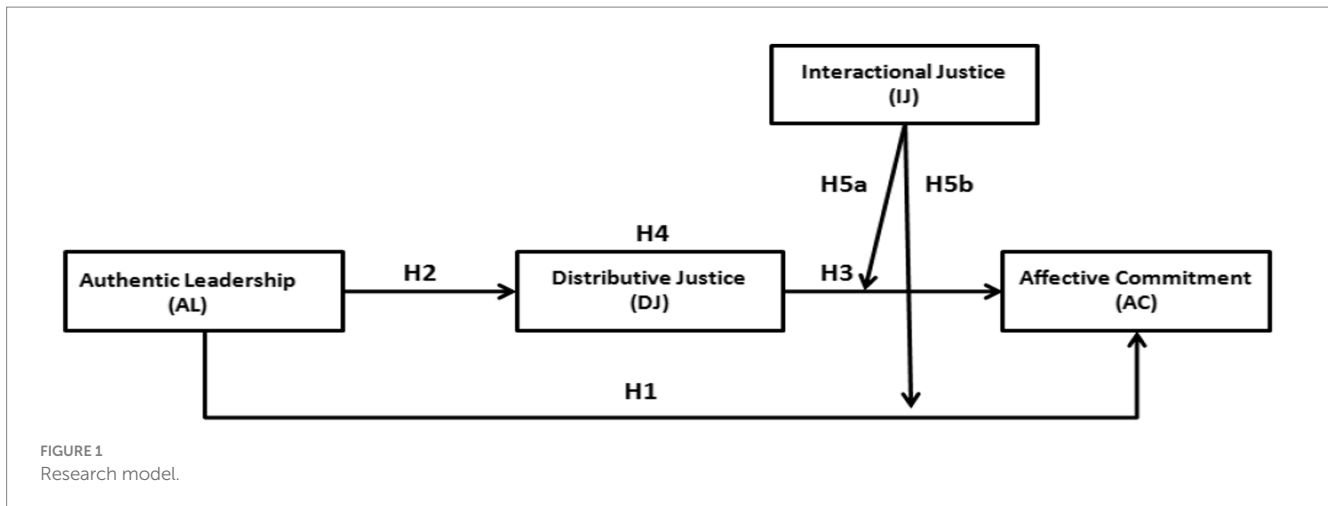 Interactional Justice
(IJ)
H5a
H5b
H4
Authentic Leadership
(AL)
H2
Distributive Justice
(DJ)
H3
Affective Commitment
(AC)
H1
FIGURE 1
Research model.